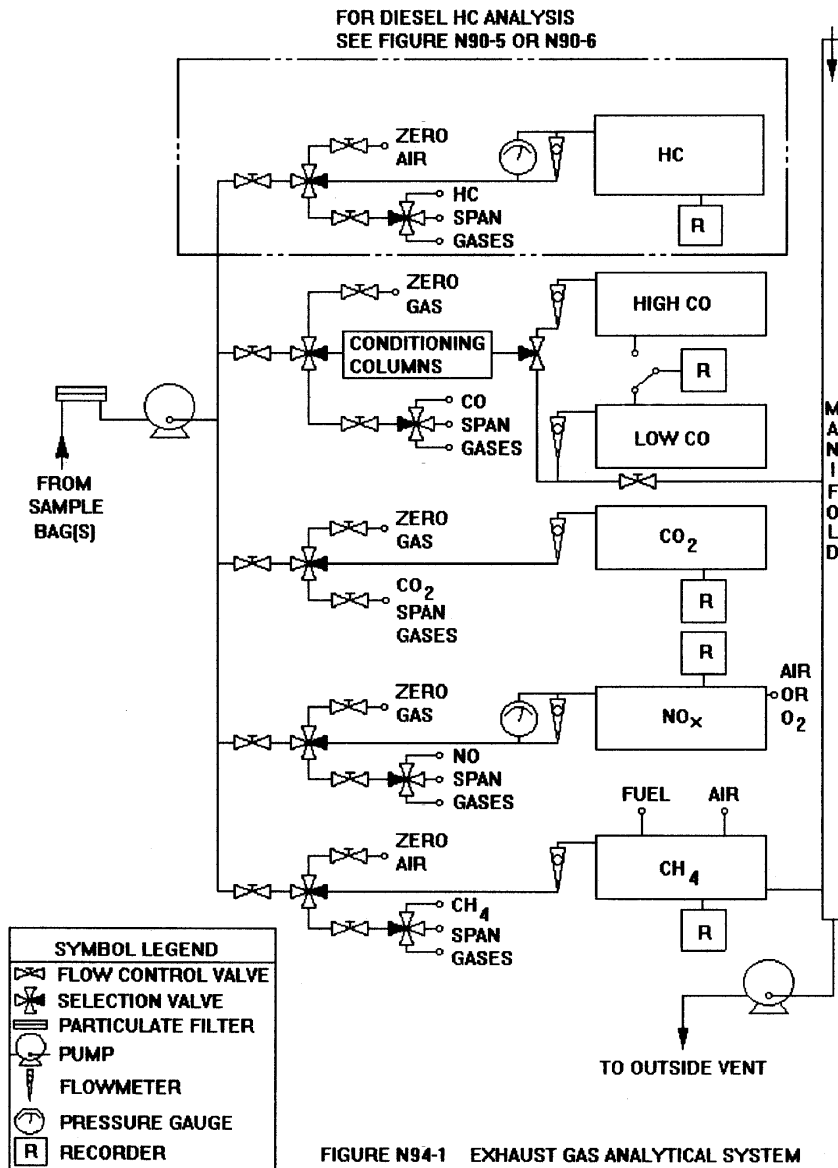 FOR DIESEL HC ANALYSIS
SEE FIGURE N90-5 OR N90-6
ZERO
AIR
HC
SPAN
GASES
HC
R
ZERO
GAS
CONDITIONING
COLUMNS
CO
SPAN
GASES
HIGH CO
R
LOW CO
MANIFOLD
FROM
SAMPLE
BAG(S)
ZERO
GAS
CO2
SPAN
GASES
CO2
R
R
ZERO
GAS
NO
SPAN
GASES
NOx
AIR
OR
O2
FUEL AIR
ZERO
AIR
CH4
SPAN
GASES
CH4
R
TO OUTSIDE VENT
SYMBOL LEGEND
FLOW CONTROL VALVE
SELECTION VALVE
PARTICULATE FILTER
PUMP
FLOWMETER
PRESSURE GAUGE
R RECORDER
FIGURE N94-1 EXHAUST GAS ANALYTICAL SYSTEM